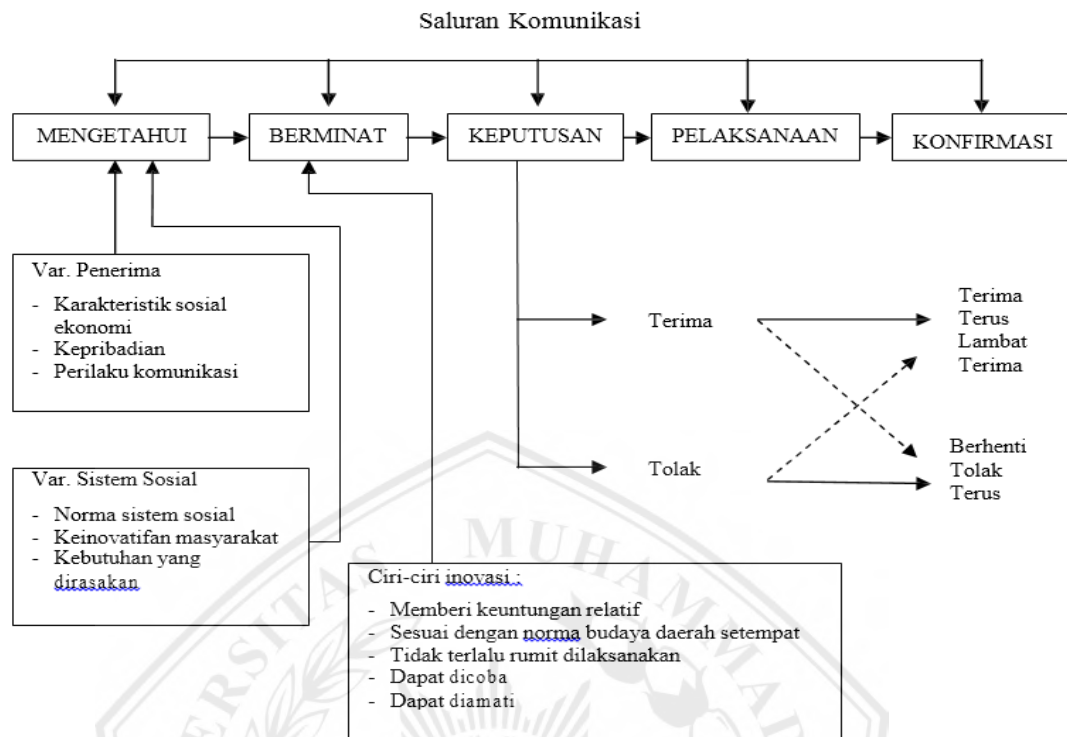 Saluran Komunikasi
MENGETAHUI
BERMINAT
KEPUTUSAN
PELAKSANAAN
KONFIRMASI
Var. Penerima
- Karakteristik sosial
ekonomi
- Kepribadian
- Perilaku komunikasi
Terima
Terima
Terus
Lambat
Terima
Tolak
Berhenti
Tolak
Terus
Var. Sistem Sosial
- Norma sistem sosial
- Keinovatifan masyarakat
- Kebutuhan yang
dirasakan
Ciri-ciri inovasi :
- Memberi keuntungan relatif
- Sesuai dengan norma budaya daerah setempat
- Tidak terlalu rumit dilaksanakan
- Dapat dicoba
- Dapat diamati
MUHAMMAD